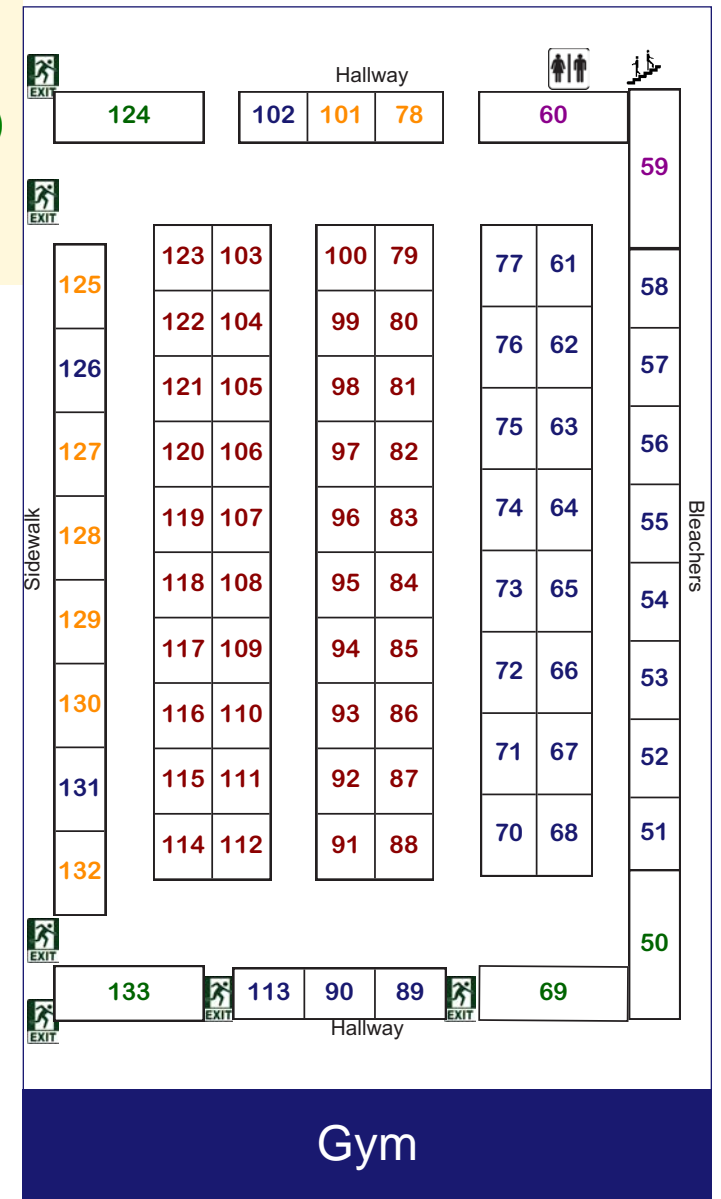 Hallway
EXIT
124 102 101 78 60
59
EXIT
123 103 100 79 77 61
125 58
122 104 99 80 76 62
126 57
121 105 98 81
127 120 106 97 82 75 63 56
128 119 107 96 83 74 64 55
118 108 95 84 73 65 54
129
117 109 94 85 72 66 53
130 116 110 93 86
131 115 111 92 87 71 67 52
114 112 91 88 70 68 51
132
Sidewalk
Bleachers
EXIT
50
133 113 90 89 69
EXIT EXIT
EXIT
Hallway
Gym